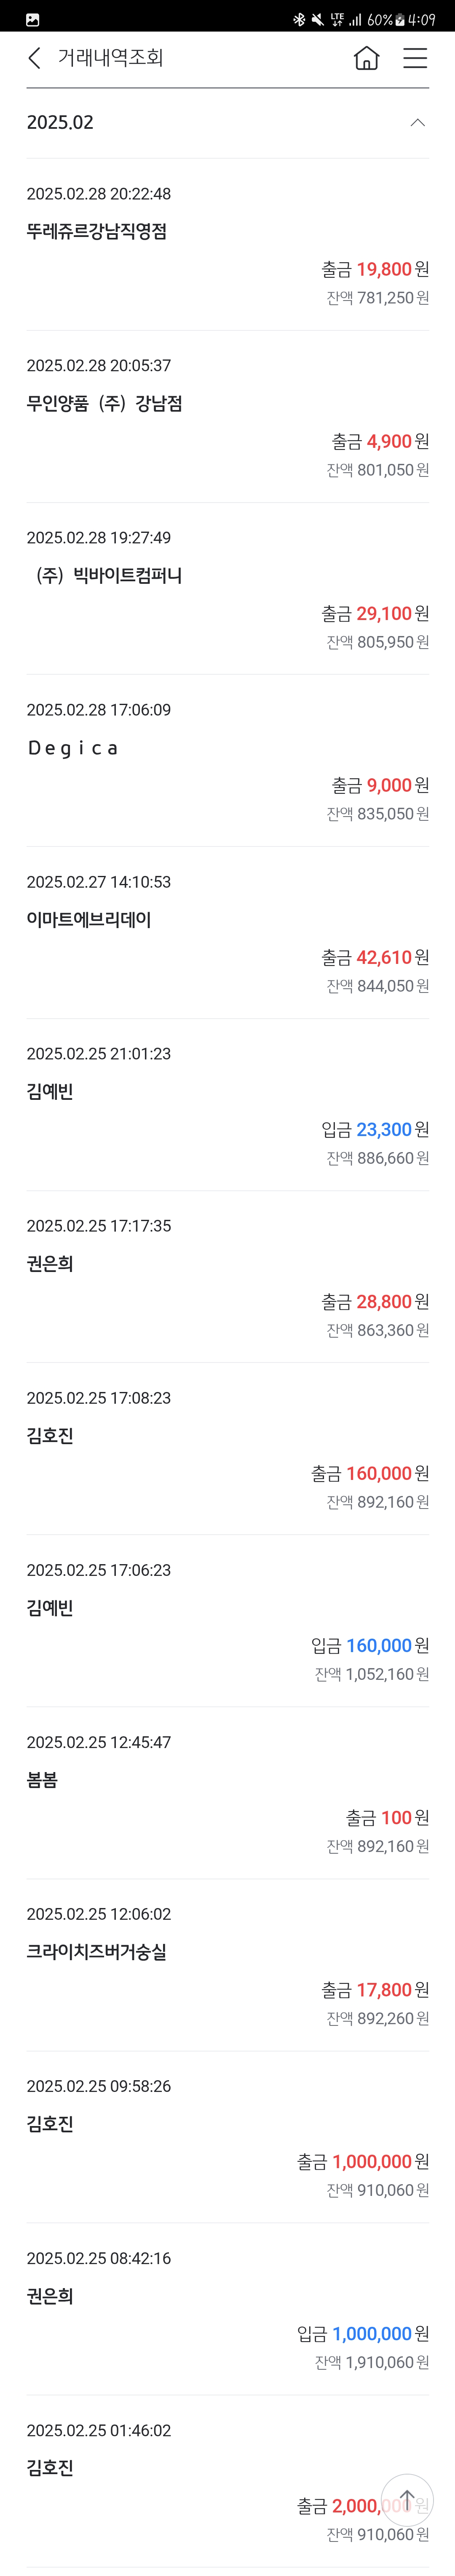 LTE 60% 4:09
거래내역조회
2025.02
2025.02.28 20:22:48
뚜레쥬르강남직영점
출금 19,800 원
잔액 781,250 원
2025.02.28 20:05:37
무인양품 (주) 강남점
출금 4,900 원
잔액 801,050 원
2025.02.28 19:27:49
(주) 빅바이트컴퍼니
출금 29,100 원
잔액 805,950 원
2025.02.28 17:06:09
Ｄｅｇｉｃａ
출금 9,000 원
잔액 835,050 원
2025.02.27 14:10:53
이마트에브리데이
출금 42,610 원
잔액 844,050 원
2025.02.25 21:01:23
김예빈
입금 23,300 원
잔액 886,660 원
2025.02.25 17:17:35
권은희
출금 28,800 원
잔액 863,360 원
2025.02.25 17:08:23
김호진
출금 160,000 원
잔액 892,160 원
2025.02.25 17:06:23
김예빈
입금 160,000 원
잔액 1,052,160 원
2025.02.25 12:45:47
봄봄
출금 100 원
잔액 892,160 원
2025.02.25 12:06:02
크라이치즈버거숭실
출금 17,800 원
잔액 892,260 원
2025.02.25 09:58:26
김호진
출금 1,000,000 원
잔액 910,060 원
2025.02.25 08:42:16
권은희
입금 1,000,000 원
잔액 1,910,060 원
2025.02.25 01:46:02
김호진
출금 2,000,000 원
잔액 910,060 원